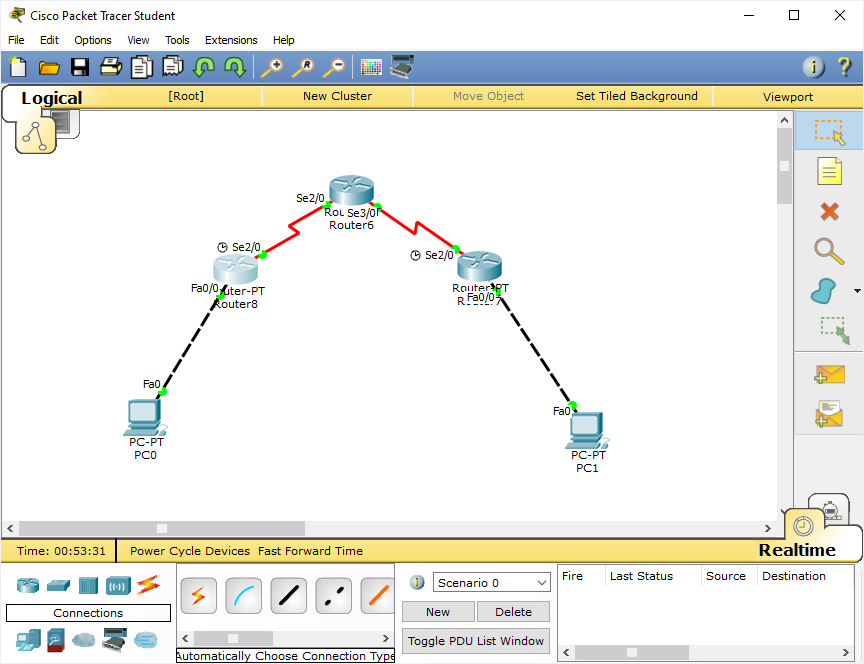 Cisco Packet Tracer Student
File Edit Options View Tools Extensions Help
Logical [Root] New Cluster Move Object Set Tiled Background Viewport
Se2/0
Se3/0
Router6
Se2/0
Se2/0
Fa0/0
Router8
Router-PT
Fa0/0
Fa0
PC-PT
PC0
Fa0
PC-PT
PC1
Time: 00:53:31 Power Cycle Devices Fast Forward Time Realtime
Connections
Automatically Choose Connection Type
Scenario 0
New Delete
Toggle PDU List Window
Fire Last Status Source Destination